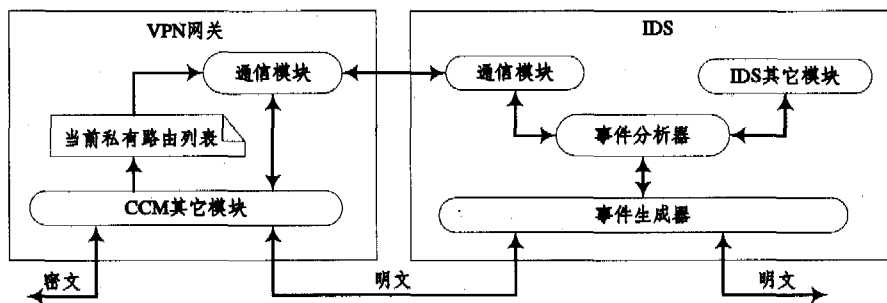 VPN网关
IDS
通信模块
通信模块
IDS其它模块
当前私有路由列表
事件分析器
CCM其它模块
事件生成器
密文
明文
明文